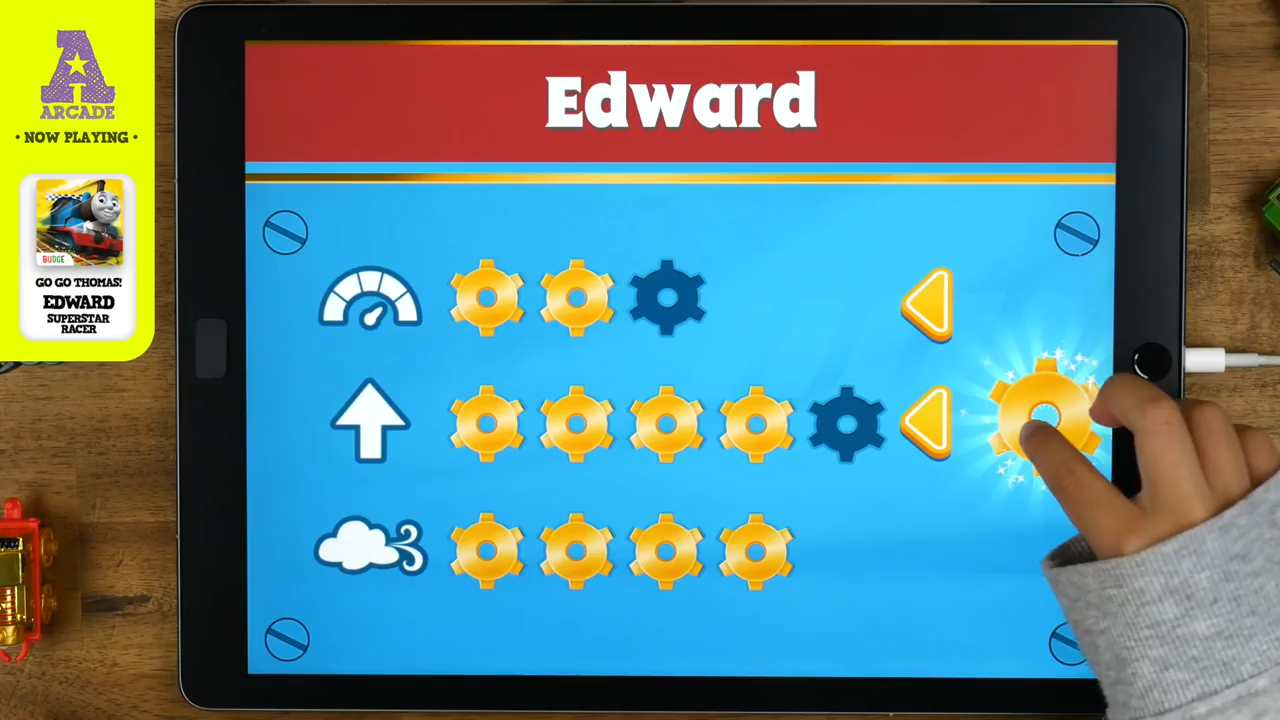 A
ARCADE
• NOW PLAYING •
BUDGE
GO GO THOMAS!
EDWARD
SUPERSTAR
RACER
Edward